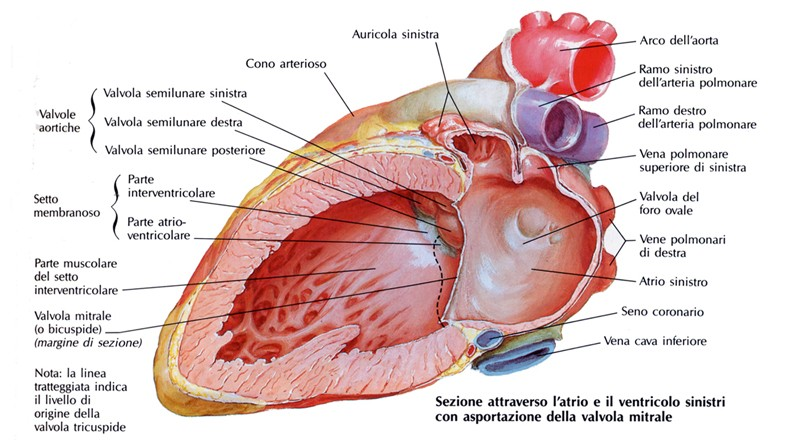 Auricola sinistra
Cono arterioso
Valvole
aortiche
Valvola semilunare sinistra
Valvola semilunare destra
Valvola semilunare posteriore
Setto
membranoso
Parte
interventricolare
Parte atrio-
ventricolare
Parte muscolare
del setto
interventricolare
Valvola mitrale
(o bicuspide)
(margine di sezione)
Nota: la linea
tratteggiata indica
il livello di
origine della
valvola tricuspide
Arco dell'aorta
Ramo sinistro
dell'arteria polmonare
Ramo destro
dell'arteria polmonare
Vena polmonare
superiore di sinistra
Valvola del
foro ovale
Vene polmonari
di destra
Atrio sinistro
Seno coronario
Vena cava inferiore
Sezione attraverso l'atrio e il ventricolo sinistri
con asportazione della valvola mitrale